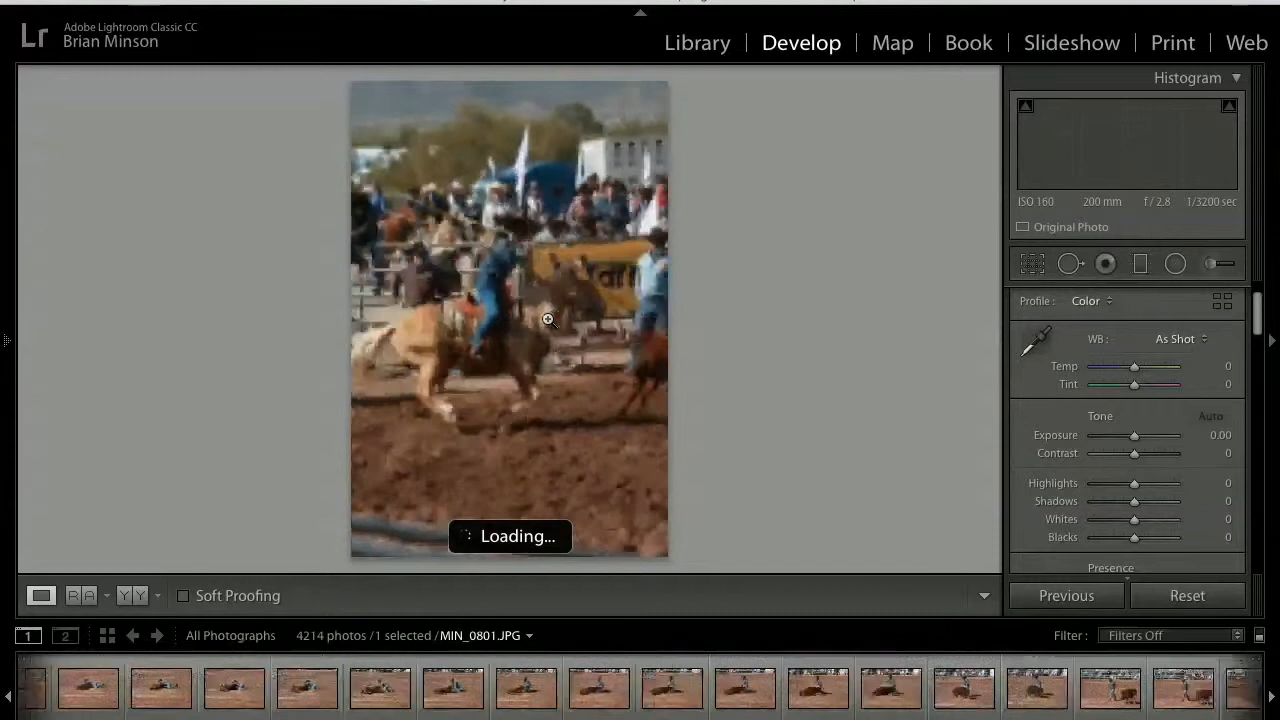 Lr
Adobe Lightroom Classic CC
Brian Minson
Library
Develop
Map
Book
Slideshow
Print
Web
Histogram
ISO 160 200 mm f / 2.8 1/3200 sec
Original Photo
Profile : Color
WB : As Shot
Temp 0
Tint 0
Tone Auto
Exposure 0.00
Contrast 0
Highlights 0
Shadows 0
Whites 0
Blacks 0
Presence
Loading...
R A
Y Y
Soft Proofing
Previous
Reset
1
2
All Photographs
4214 photos / 1 selected / MIN_0801.JPG
Filter : Filters Off